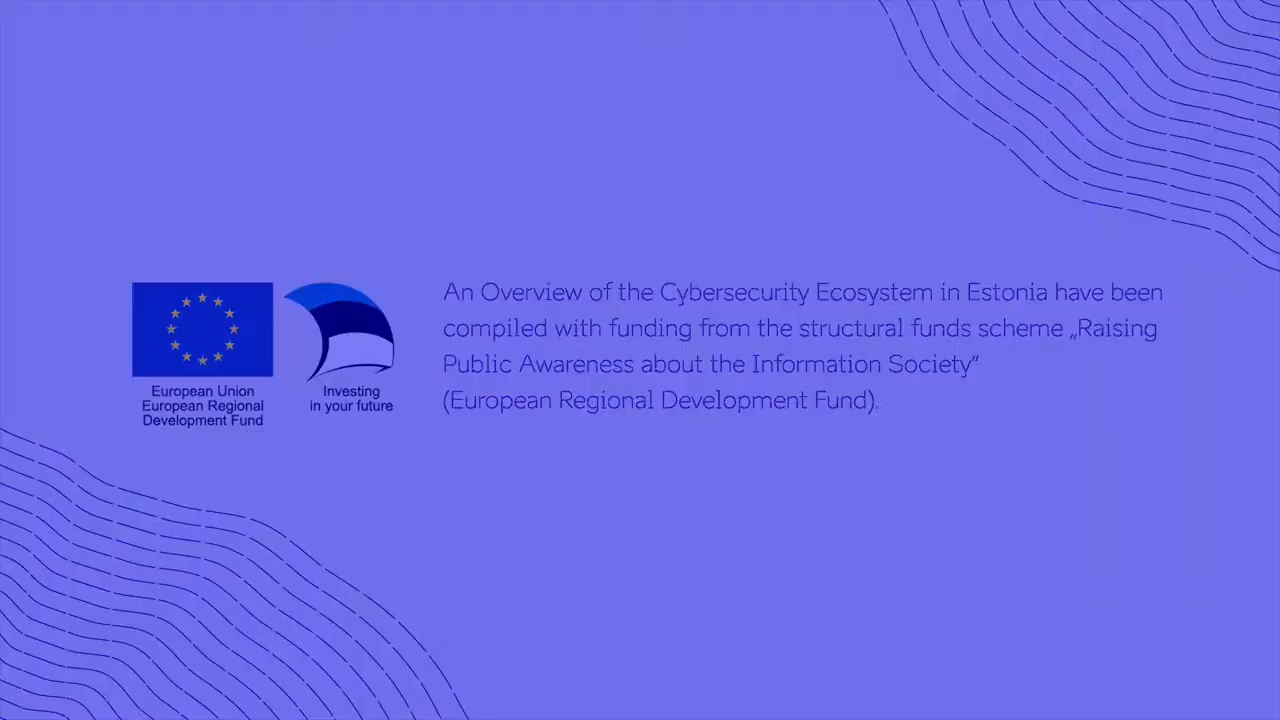 An Overview of the Cybersecurity Ecosystem in Estonia have been
compiled with funding from the structural funds scheme „Raising
Public Awareness about the Information Society”
(European Regional Development Fund).
European Union
European Regional
Development Fund
Investing
in your future